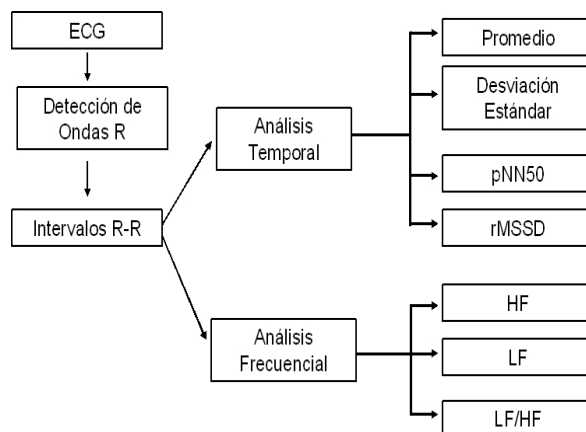 ECG
Detección de
Ondas R
Intervalos R-R
Análisis
Temporal
Promedio
Desviación
Estándar
pNN50
rMSSD
Análisis
Frecuencial
HF
LF
LF/HF